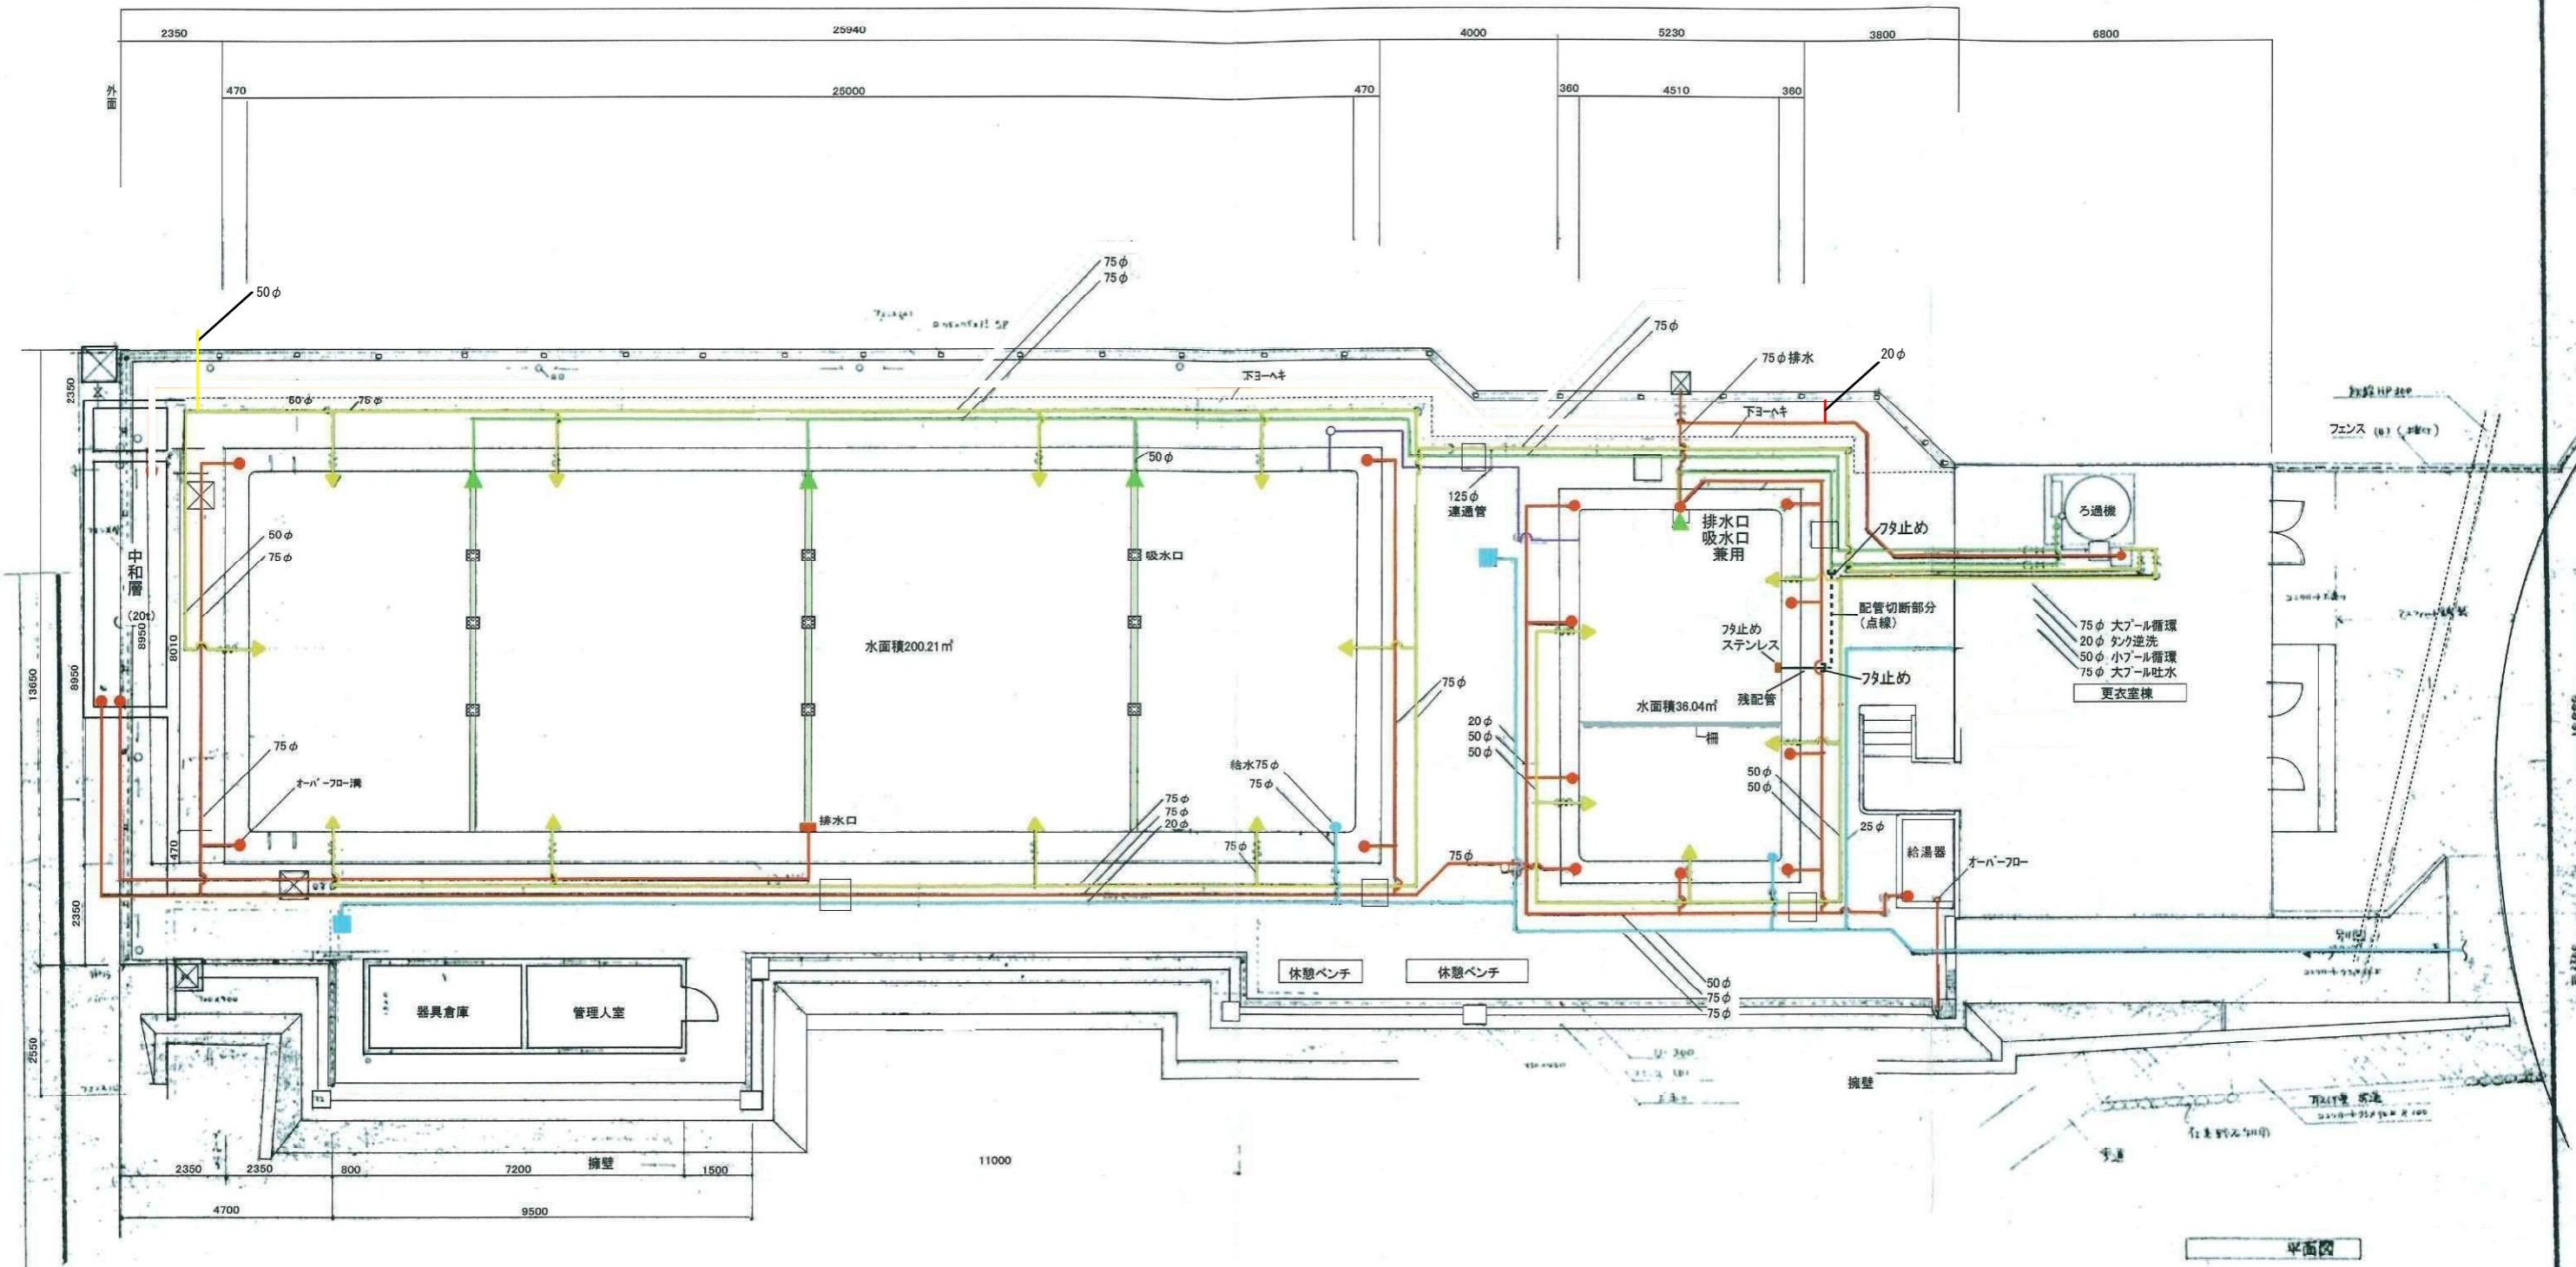 2350
25940
4000
5230
3800
6800
外面
470
25000
470
360
4510
360
75φ
75φ
50φ
75φ
75φ排水
20φ
下ヨーヘキ
下ヨーヘキ
60φ
75φ
フェンス
2350
50φ
125φ
連通管
排水口
吸水口
兼用
フタ止め
ろ過機
中和層
(20t)
50φ
75φ
吸水口
8950
8950
8010
13650
水面積200.21㎡
配管切断部分
(点線)
フタ止め
ステンレス
フタ止め
残配管
75φ 大プール循環
20φ タンク逆洗
50φ 小プール循環
75φ 大プール吐水
更衣室棟
75φ
水面積36.04㎡
柵
20φ
50φ
50φ
75φ
オーバーフロー溝
給水75φ
75φ
50φ
50φ
75φ
75φ
20φ
排水口
25φ
470
75φ
75φ
給湯器
オーバーフロー
2350
休憩ベンチ
休憩ベンチ
50φ
75φ
75φ
器具倉庫
管理人室
2550
U-300
擁壁
擁壁
2350
2350
800
7200
1500
11000
4700
9500
平面図